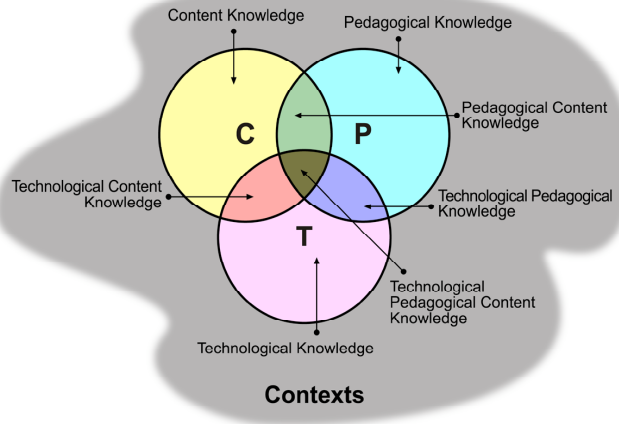 Content Knowledge
Pedagogical Knowledge
Pedagogical Content
Knowledge
C
P
Technological Content
Knowledge
Technological Pedagogical
Knowledge
T
Technological
Pedagogical Content
Knowledge
Technological Knowledge
Contexts